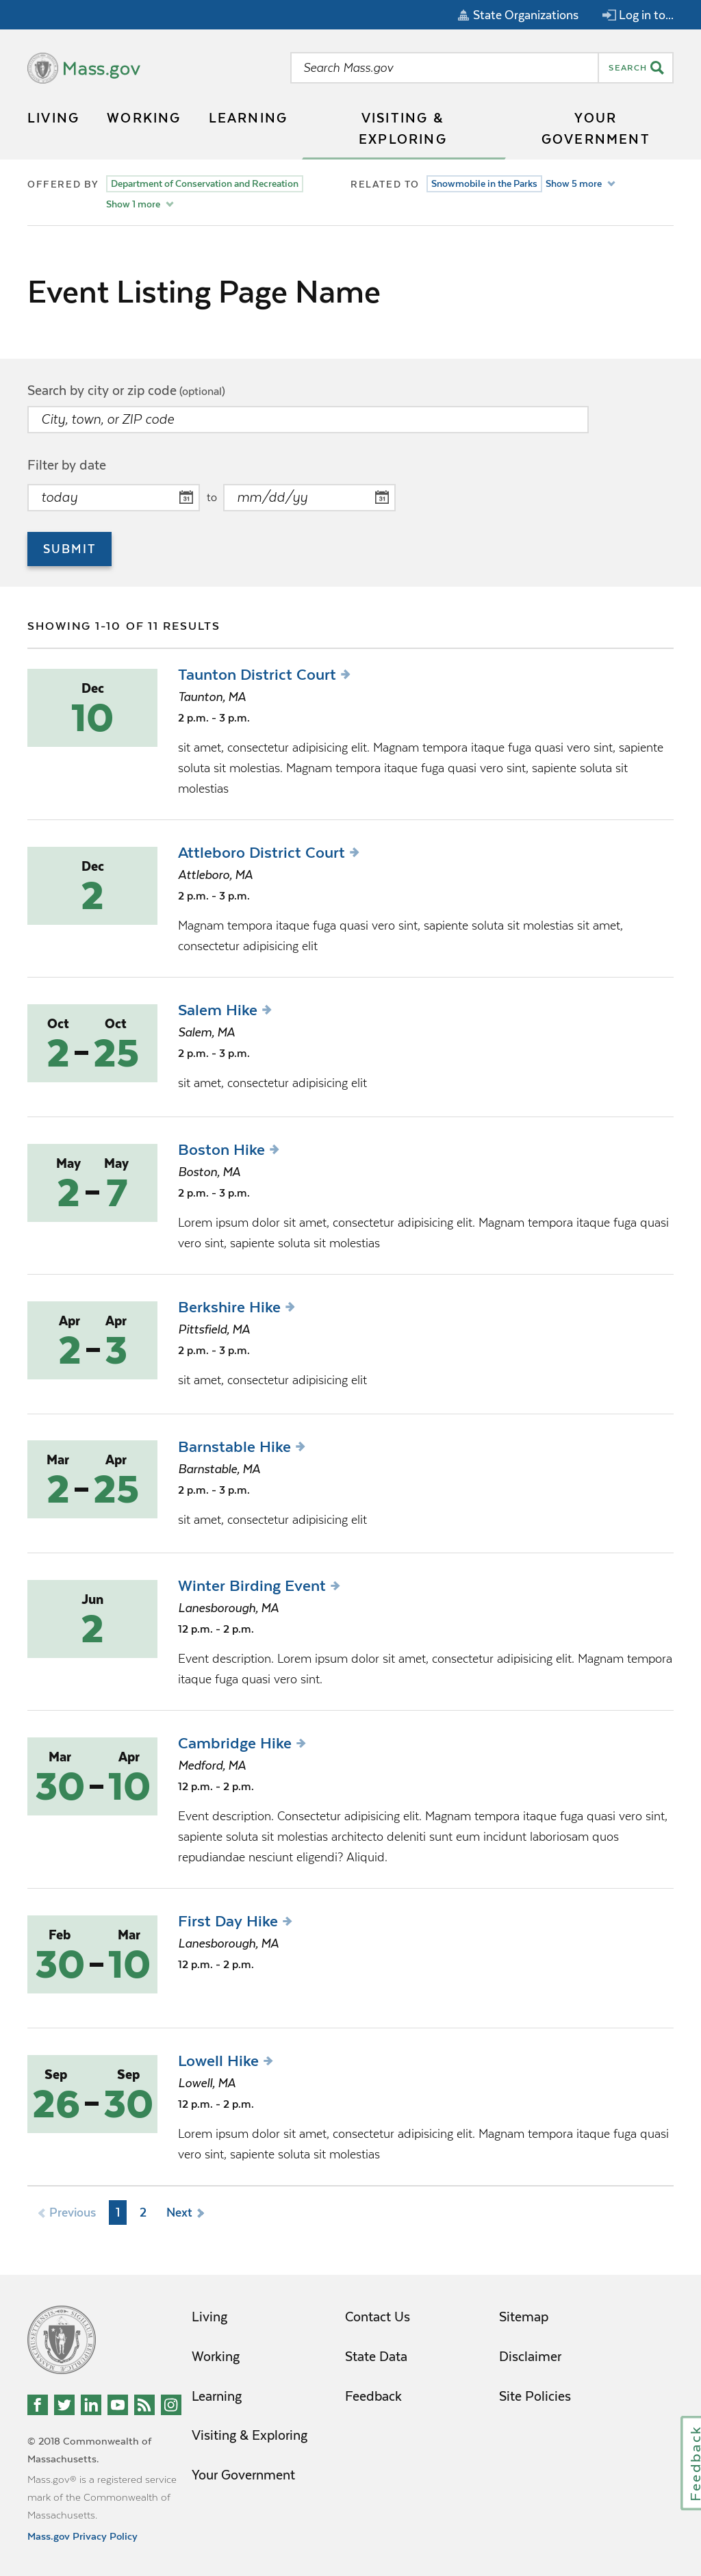 State Organizations
Log in to...
Mass.gov
Search Mass.gov
SEARCH
LIVING
WORKING
LEARNING
VISITING &
EXPLORING
YOUR
GOVERNMENT
OFFERED BY
Department of Conservation and Recreation
Show 1 more
RELATED TO
Snowmobile in the Parks
Show 5 more
Event Listing Page Name
Search by city or zip code (optional)
City, town, or ZIP code
Filter by date
today
31
to
mm/dd/yy
31
SUBMIT
SHOWING 1-10 OF 11 RESULTS
Dec
10
Taunton District Court
Taunton, MA
2 p.m. - 3 p.m.
sit amet, consectetur adipisicing elit. Magnam tempora itaque fuga quasi vero sint, sapiente
soluta sit molestias. Magnam tempora itaque fuga quasi vero sint, sapiente soluta sit
molestias
Dec
2
Attleboro District Court
Attleboro, MA
2 p.m. - 3 p.m.
Magnam tempora itaque fuga quasi vero sint, sapiente soluta sit molestias sit amet,
consectetur adipisicing elit
Oct Oct
2 - 25
Salem Hike
Salem, MA
2 p.m. - 3 p.m.
sit amet, consectetur adipisicing elit
May May
2 - 7
Boston Hike
Boston, MA
2 p.m. - 3 p.m.
Lorem ipsum dolor sit amet, consectetur adipisicing elit. Magnam tempora itaque fuga quasi
vero sint, sapiente soluta sit molestias
Apr Apr
2 - 3
Berkshire Hike
Pittsfield, MA
2 p.m. - 3 p.m.
sit amet, consectetur adipisicing elit
Mar Apr
2 - 25
Barnstable Hike
Barnstable, MA
2 p.m. - 3 p.m.
sit amet, consectetur adipisicing elit
Jun
2
Winter Birding Event
Lanesborough, MA
12 p.m. - 2 p.m.
Event description. Lorem ipsum dolor sit amet, consectetur adipisicing elit. Magnam tempora
itaque fuga quasi vero sint.
Mar Apr
30 - 10
Cambridge Hike
Medford, MA
12 p.m. - 2 p.m.
Event description. Consectetur adipisicing elit. Magnam tempora itaque fuga quasi vero sint,
sapiente soluta sit molestias architecto deleniti sunt eum incidunt laboriosam quos
repudiandae nesciunt eligendi? Aliquid.
Feb Mar
30 - 10
First Day Hike
Lanesborough, MA
12 p.m. - 2 p.m.
Sep Sep
26 - 30
Lowell Hike
Lowell, MA
12 p.m. - 2 p.m.
Lorem ipsum dolor sit amet, consectetur adipisicing elit. Magnam tempora itaque fuga quasi
vero sint, sapiente soluta sit molestias
Previous
1
2
Next
Living
Working
Learning
Visiting & Exploring
Your Government
Contact Us
State Data
Feedback
Sitemap
Disclaimer
Site Policies
© 2018 Commonwealth of
Massachusetts.
Mass.gov® is a registered service
mark of the Commonwealth of
Massachusetts.
Mass.gov Privacy Policy
Feedback